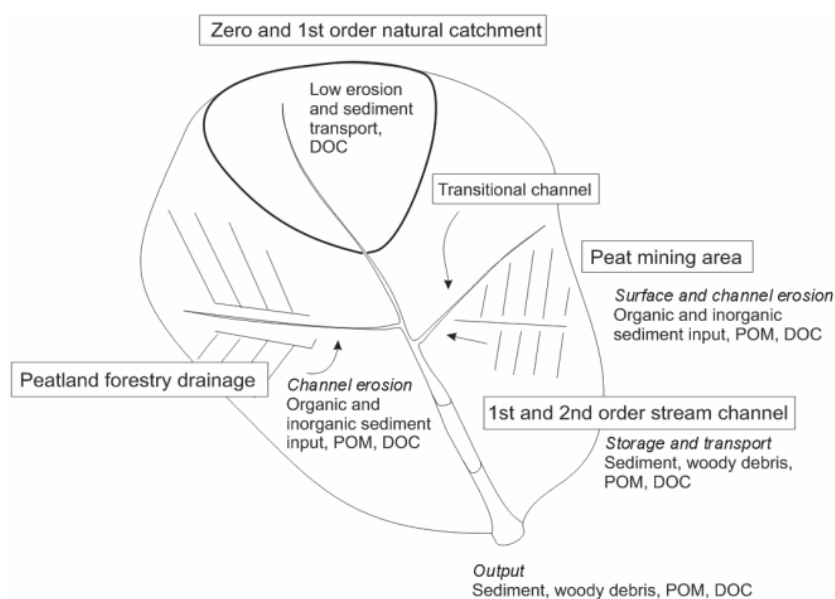 Zero and 1st order natural catchment
Low erosion
and sediment
transport,
DOC
Transitional channel
Peat mining area
Surface and channel erosion
Organic and inorganic
sediment input, POM, DOC
Peatland forestry drainage
Channel erosion
Organic and
inorganic sediment
input, POM, DOC
1st and 2nd order stream channel
Storage and transport
Sediment, woody debris,
POM, DOC
Output
Sediment, woody debris, POM, DOC